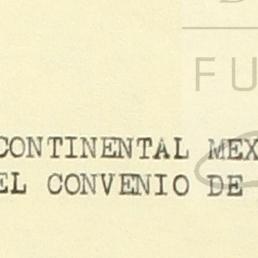 FU
CONTINENTAL MEX
EL CONVENIO DE